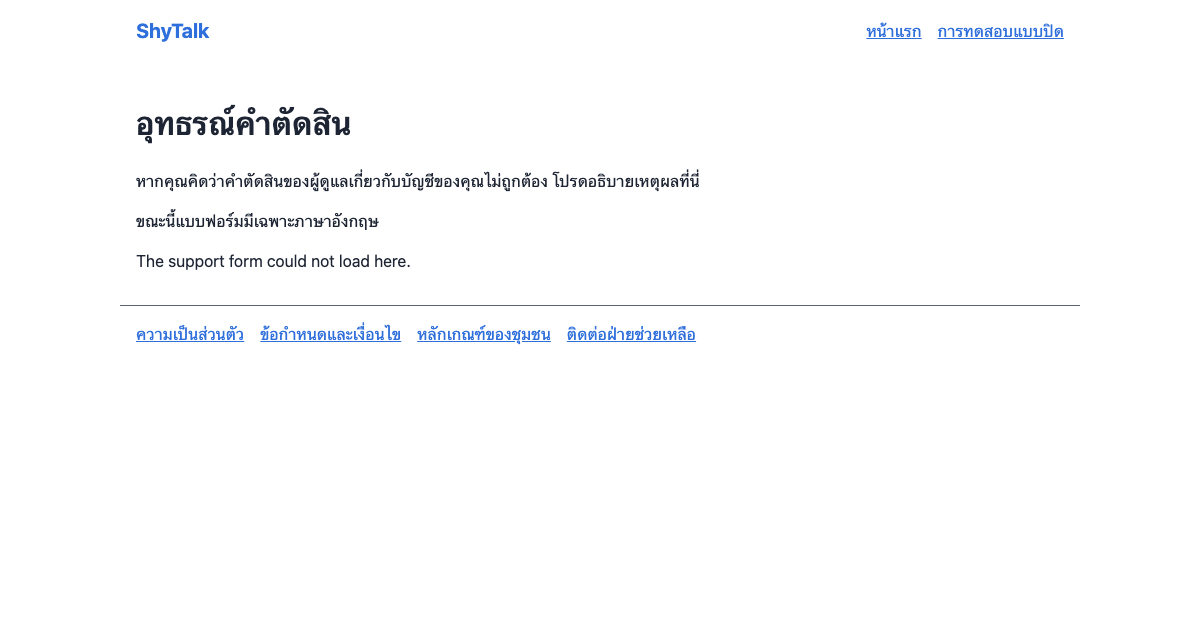 ShyTalk
หน้าแรก การทดสอบแบบปิด
อุทธรณ์คำตัดสิน
หากคุณคิดว่าคำตัดสินของผู้ดูแลเกี่ยวกับบัญชีของคุณไม่ถูกต้อง โปรดอธิบายเหตุผลที่นี่
ขณะนี้แบบฟอร์มมีเฉพาะภาษาอังกฤษ
The support form could not load here.
ความเป็นส่วนตัว ข้อกำหนดและเงื่อนไข หลักเกณฑ์ของชุมชน ติดต่อฝ่ายช่วยเหลือ